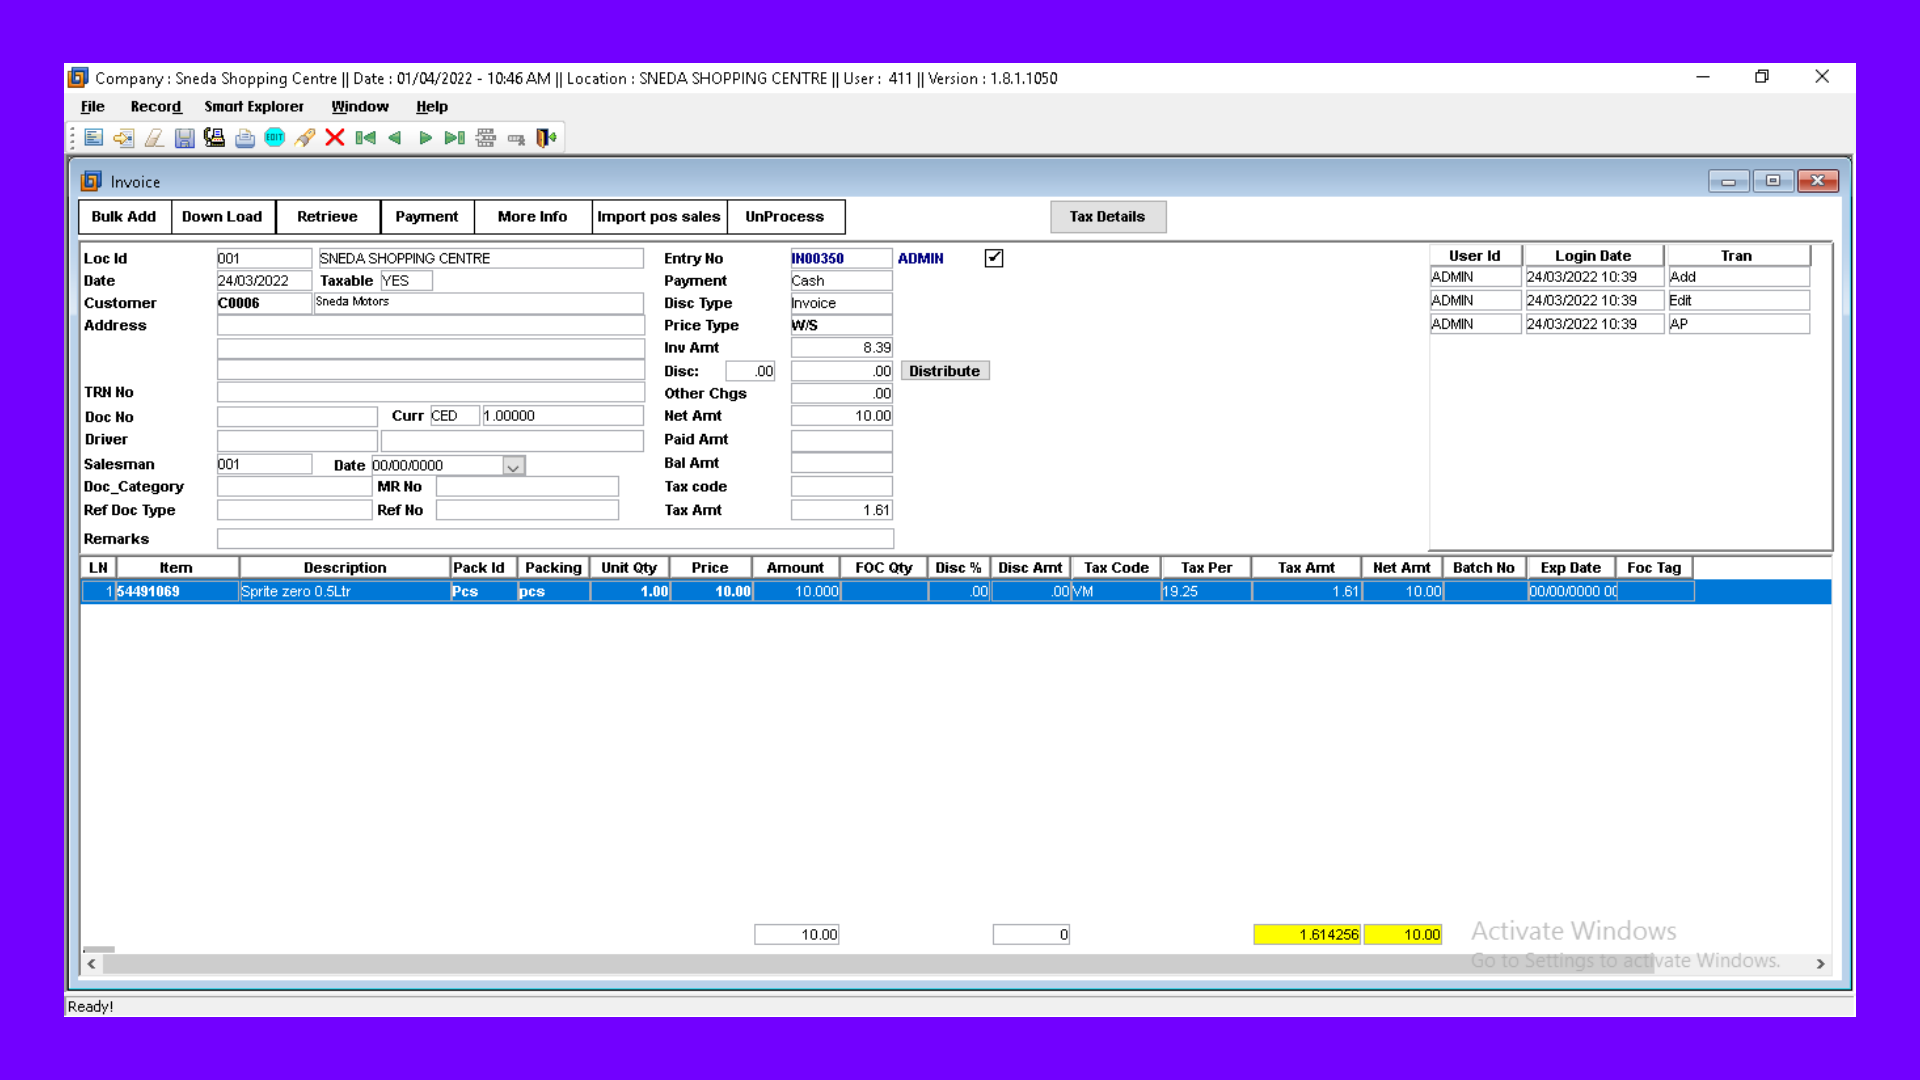 Company : Sneda Shopping Centre || Date : 01/04/2022 - 10:46 AM || Location : SNEDA SHOPPING CENTRE || User : 411 || Version : 1.8.1.1050
File Record Smart Explorer Window Help
EDIT
Invoice
Bulk Add Down Load Retrieve Payment More Info Import pos sales UnProcess Tax Details
Loc Id 001 SNEDA SHOPPING CENTRE Entry No IN00350 ADMIN User Id Login Date Tran
Date 24/03/2022 Taxable YES Payment Cash ADMIN 24/03/2022 10:39 Add
Customer C0006 Sneda Motors Disc Type Invoice ADMIN 24/03/2022 10:39 Edit
Address Price Type W/S ADMIN 24/03/2022 10:39 AP
Inv Amt 8.39
Disc: .00 .00 Distribute
TRN No Other Chgs .00
Doc No Curr CED 1.00000 Net Amt 10.00
Driver Paid Amt
Salesman 001 Date 00/00/0000 Bal Amt
Doc_Category MR No Tax code
Ref Doc Type Ref No Tax Amt 1.61
Remarks
LN Item Description Pack Id Packing Unit Qty Price Amount FOC Qty Disc % Disc Amt Tax Code Tax Per Tax Amt Net Amt Batch No Exp Date Foc Tag
1 54491069 Sprite zero 0.5Ltr Pcs pcs 1.00 10.00 10.000 .00 .00 VM 19.25 1.61 10.00 00/00/0000 00
10.00 0 1.614256 10.00
Activate Windows
Go to Settings to activate Windows.
Ready!